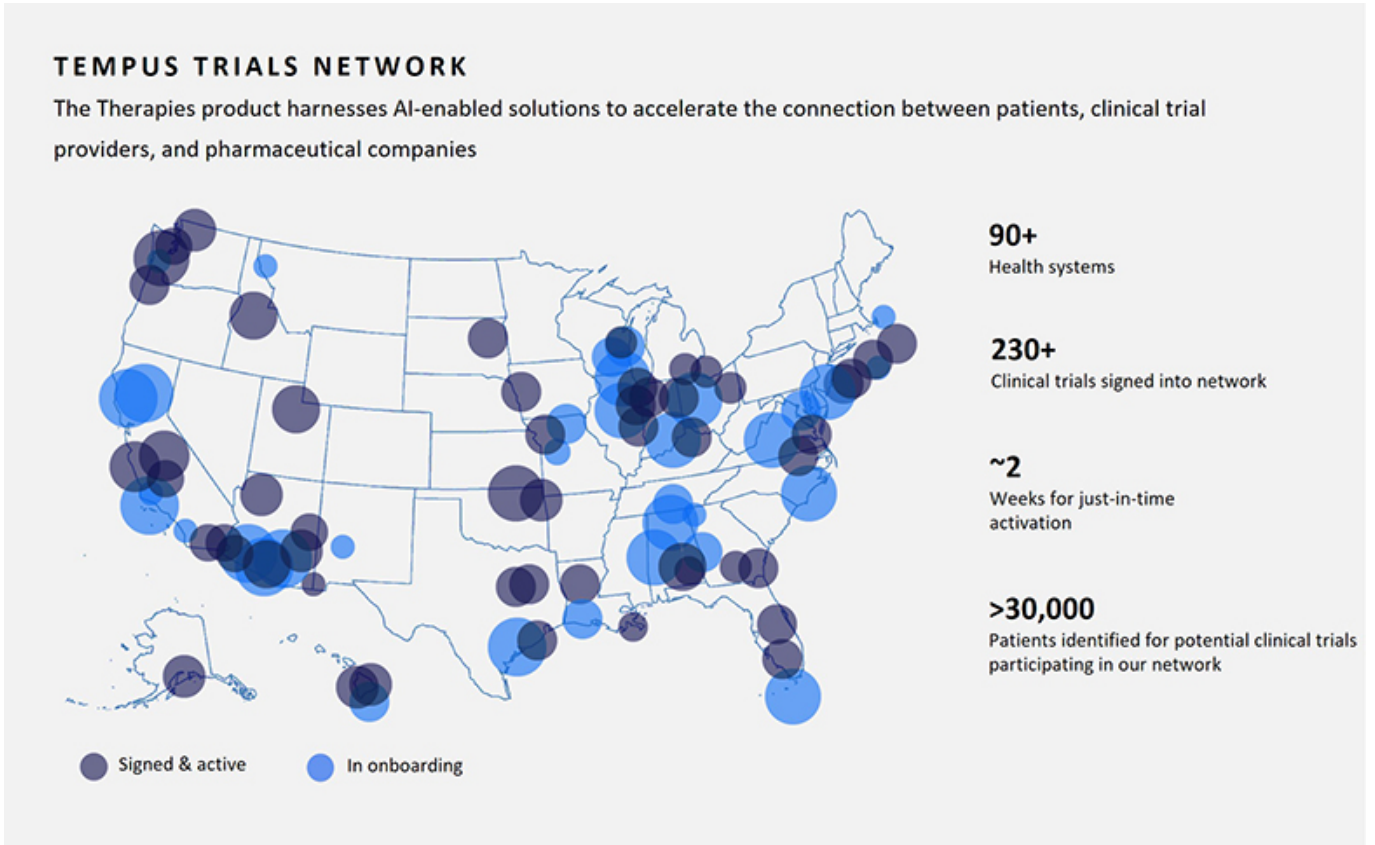 TEMPUS TRIALS NETWORK
The Therapies product harnesses AI-enabled solutions to accelerate the connection between patients, clinical trial
providers, and pharmaceutical companies
90+
Health systems
230+
Clinical trials signed into network
~2
Weeks for just-in-time
activation
>30,000
Patients identified for potential clinical trials
participating in our network
Signed & active
In onboarding